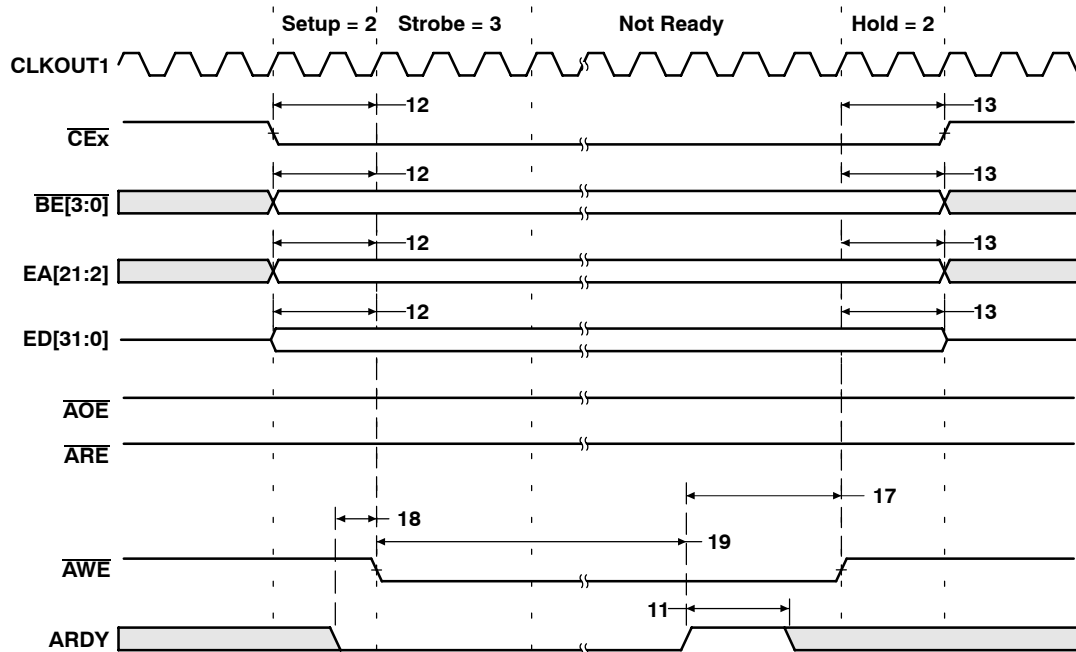 Setup = 2 Strobe = 3 Not Ready Hold = 2
CLKOUT1
12 13
CEx
12 13
BE[3:0]
12 13
EA[21:2]
12 13
ED[31:0]
AOE
ARE
17
18
19
AWE
11
ARDY